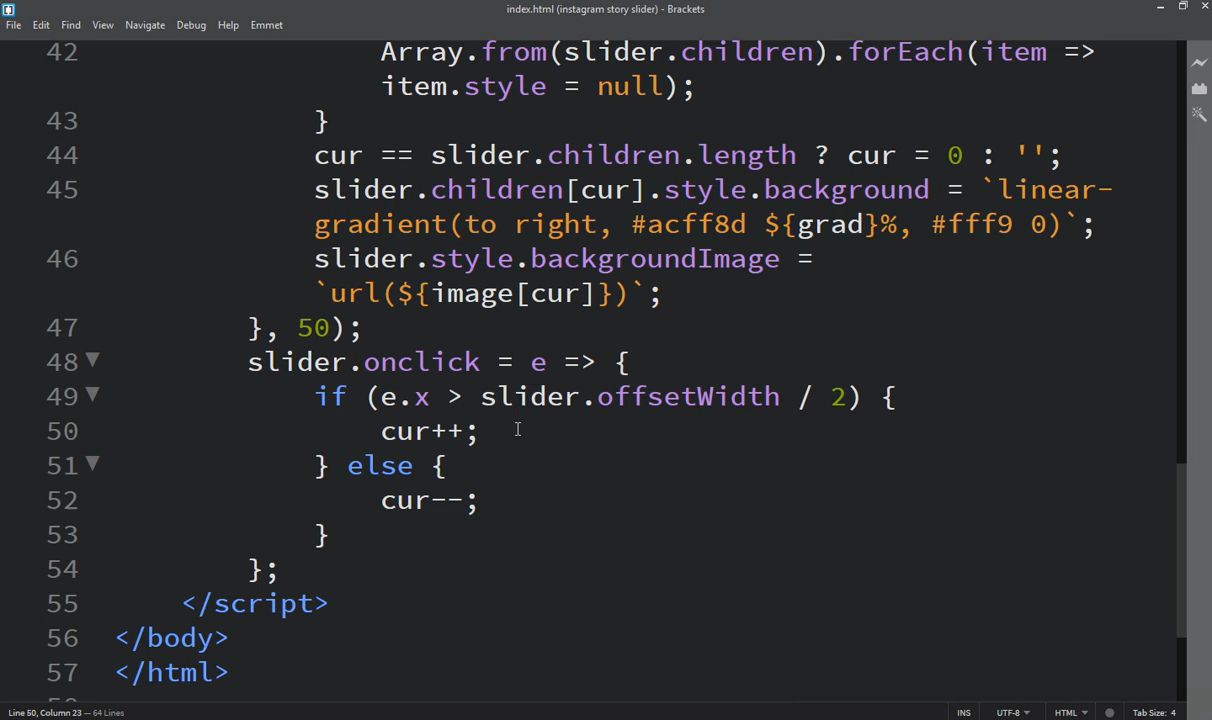 index.html (instagram story slider) - Brackets
File Edit Find View Navigate Debug Help Emmet
42 Array.from(slider.children).forEach(item =>
item.style = null);
43 }
44 cur == slider.children.length ? cur = 0 : '';
45 slider.children[cur].style.background = `linear-
gradient(to right, #acff8d ${grad}%, #fff9 0)`;
46 slider.style.backgroundImage =
`url(${image[cur]})`;
47 }, 50);
48 slider.onclick = e => {
49 if (e.x > slider.offsetWidth / 2) {
50 cur++;
51 } else {
52 cur--;
53 }
54 };
55 </script>
56 </body>
57 </html>
Line 50, Column 23 — 64 Lines
INS UTF-8 HTML Tab Size: 4